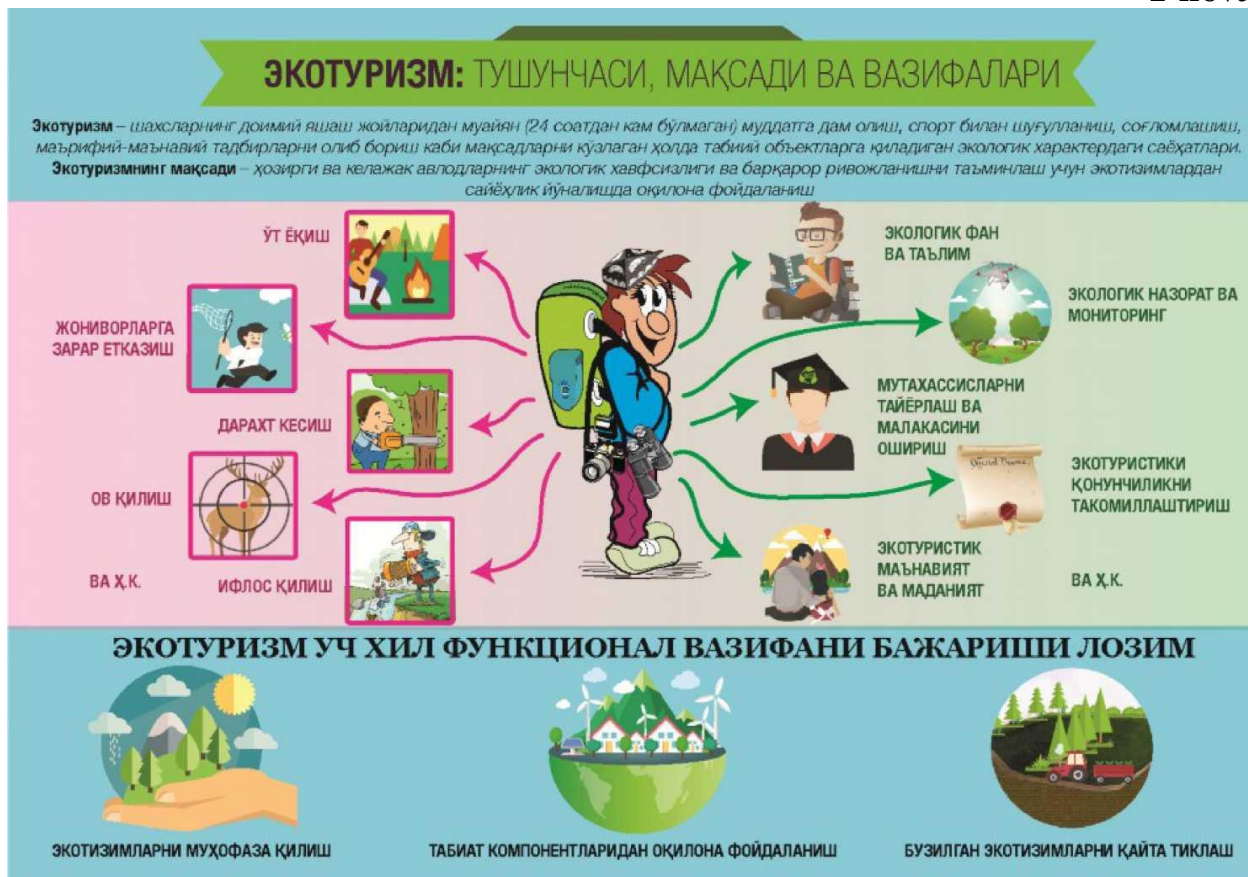 ЭКОТУРИЗМ: ТУШУНЧАСИ, МАҚСАДИ ВА ВАЗИФАЛАРИ
Экотуризм – шахсларнинг доимий яшаш жойларидан муайян (24 соатдан кам бўлмаган) муддатга дам олиш, спорт билан шуғулланиш, соғломлашиш,
маърифий-маънавий тадбирларни олиб бориш каби мақсадларни кўзлаган ҳолда табиий объектларга қиладиган экологик характердаги саёҳатлари.
Экотуризмнинг мақсади – ҳозирги ва келажак авлодларнинг экологик хавфсизлиги ва барқарор ривожланишни таъминлаш учун экотизимлардан
сайёҳлик йўналишда оқилона фойдаланиш
ЎТ ЁҚИШ
ЖОНИВОРЛАРГА
ЗАРАР ЕТКАЗИШ
ДАРАХТ КЕСИШ
ОВ ҚИЛИШ
ВА Ҳ.К.
ИФЛОС ҚИЛИШ
ЭКОЛОГИК ФАН
ВА ТАЪЛИМ
ЭКОЛОГИК НАЗОРАТ ВА
МОНИТОРИНГ
МУТАХАССИСЛАРНИ
ТАЙЁРЛАШ ВА
МАЛАКАСИНИ
ОШИРИШ
ЭКОТУРИСТИКИ
ҚОНУНЧИЛИКНИ
ТАКОМИЛЛАШТИРИШ
ЭКОТУРИСТИК
МАЪНАВИЯТ
ВА МАДАНИЯТ
ВА Ҳ.К.
ЭКОТУРИЗМ УЧ ХИЛ ФУНКЦИОНАЛ ВАЗИФАНИ БАЖАРИШИ ЛОЗИМ
ЭКОТИЗИМЛАРНИ МУҲОФАЗА ҚИЛИШ
ТАБИАТ КОМПОНЕНТЛАРИДАН ОҚИЛОНА ФОЙДАЛАНИШ
БУЗИЛГАН ЭКОТИЗИМЛАРНИ ҚАЙТА ТИКЛАШ